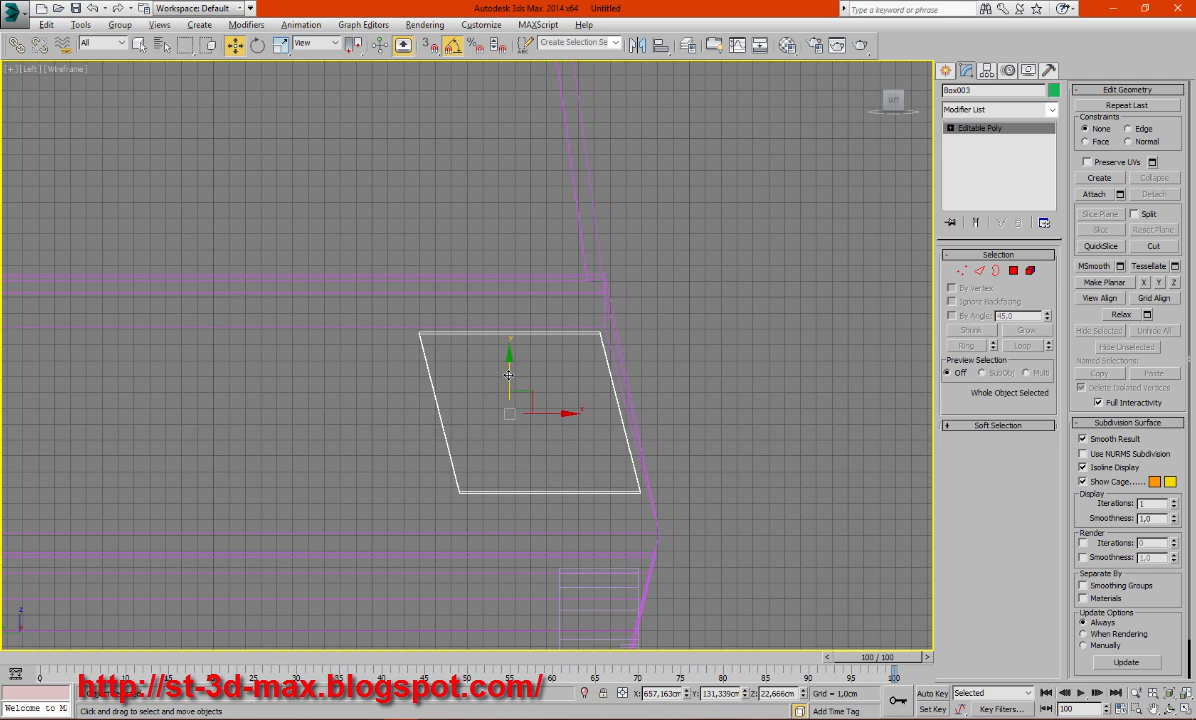 Workspace: Default
Autodesk 3ds Max 2014 x64 Untitled
Type a keyword or phrase
Edit Tools Group Views Create Modifiers Animation Graph Editors Rendering Customize MAXScript Help
All View 3 Create Selection Se
[+] [Left] [Wireframe]
LEFT
Y
x
z
Box003
Modifier List
Editable Poly
Selection
By Vertex
Ignore Backfacing
By Angle: 45,0
Shrink Grow
Ring Loop
Preview Selection
Off SubObj Multi
Whole Object Selected
Soft Selection
Edit Geometry
Repeat Last
Constraints
None Edge
Face Normal
Preserve UVs
Create Collapse
Attach Detach
Slice Plane Split
Slice Reset Plane
QuickSlice Cut
MSmooth Tessellate
Make Planar X Y Z
View Align Grid Align
Relax
Hide Selected Unhide All
Hide Unselected
Named Selections:
Copy Paste
Delete Isolated Vertices
Full Interactivity
Subdivision Surface
Smooth Result
Use NURMS Subdivision
Isoline Display
Show Cage......
Display
Iterations: 1
Smoothness: 1,0
Render
Iterations: 0
Smoothness: 1,0
Separate By
Smoothing Groups
Materials
Update Options
Always
When Rendering
Manually
Update
100 / 100
0
http://st-3d-max.blogspot.com/
X: 657,163cm Y: 131,339cm Z: 22,666cm Grid = 1,0cm
Auto Key Selected
Welcome to M
Click and drag to select and move objects
Add Time Tag
Set Key Key Filters... 100